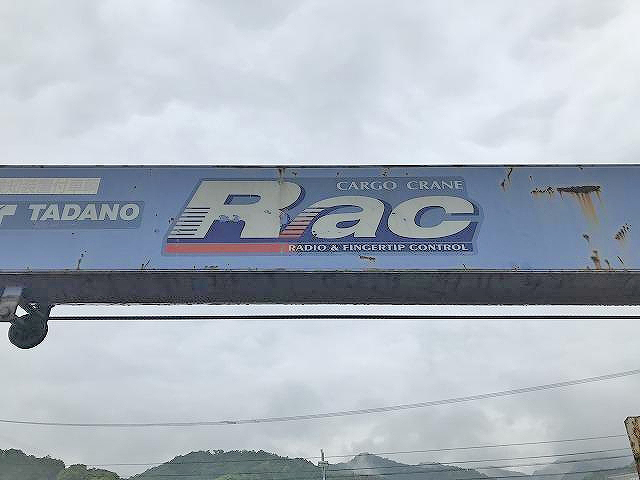 TADANO
CARGO CRANE
Rac
RADIO & FINGERTIP CONTROL